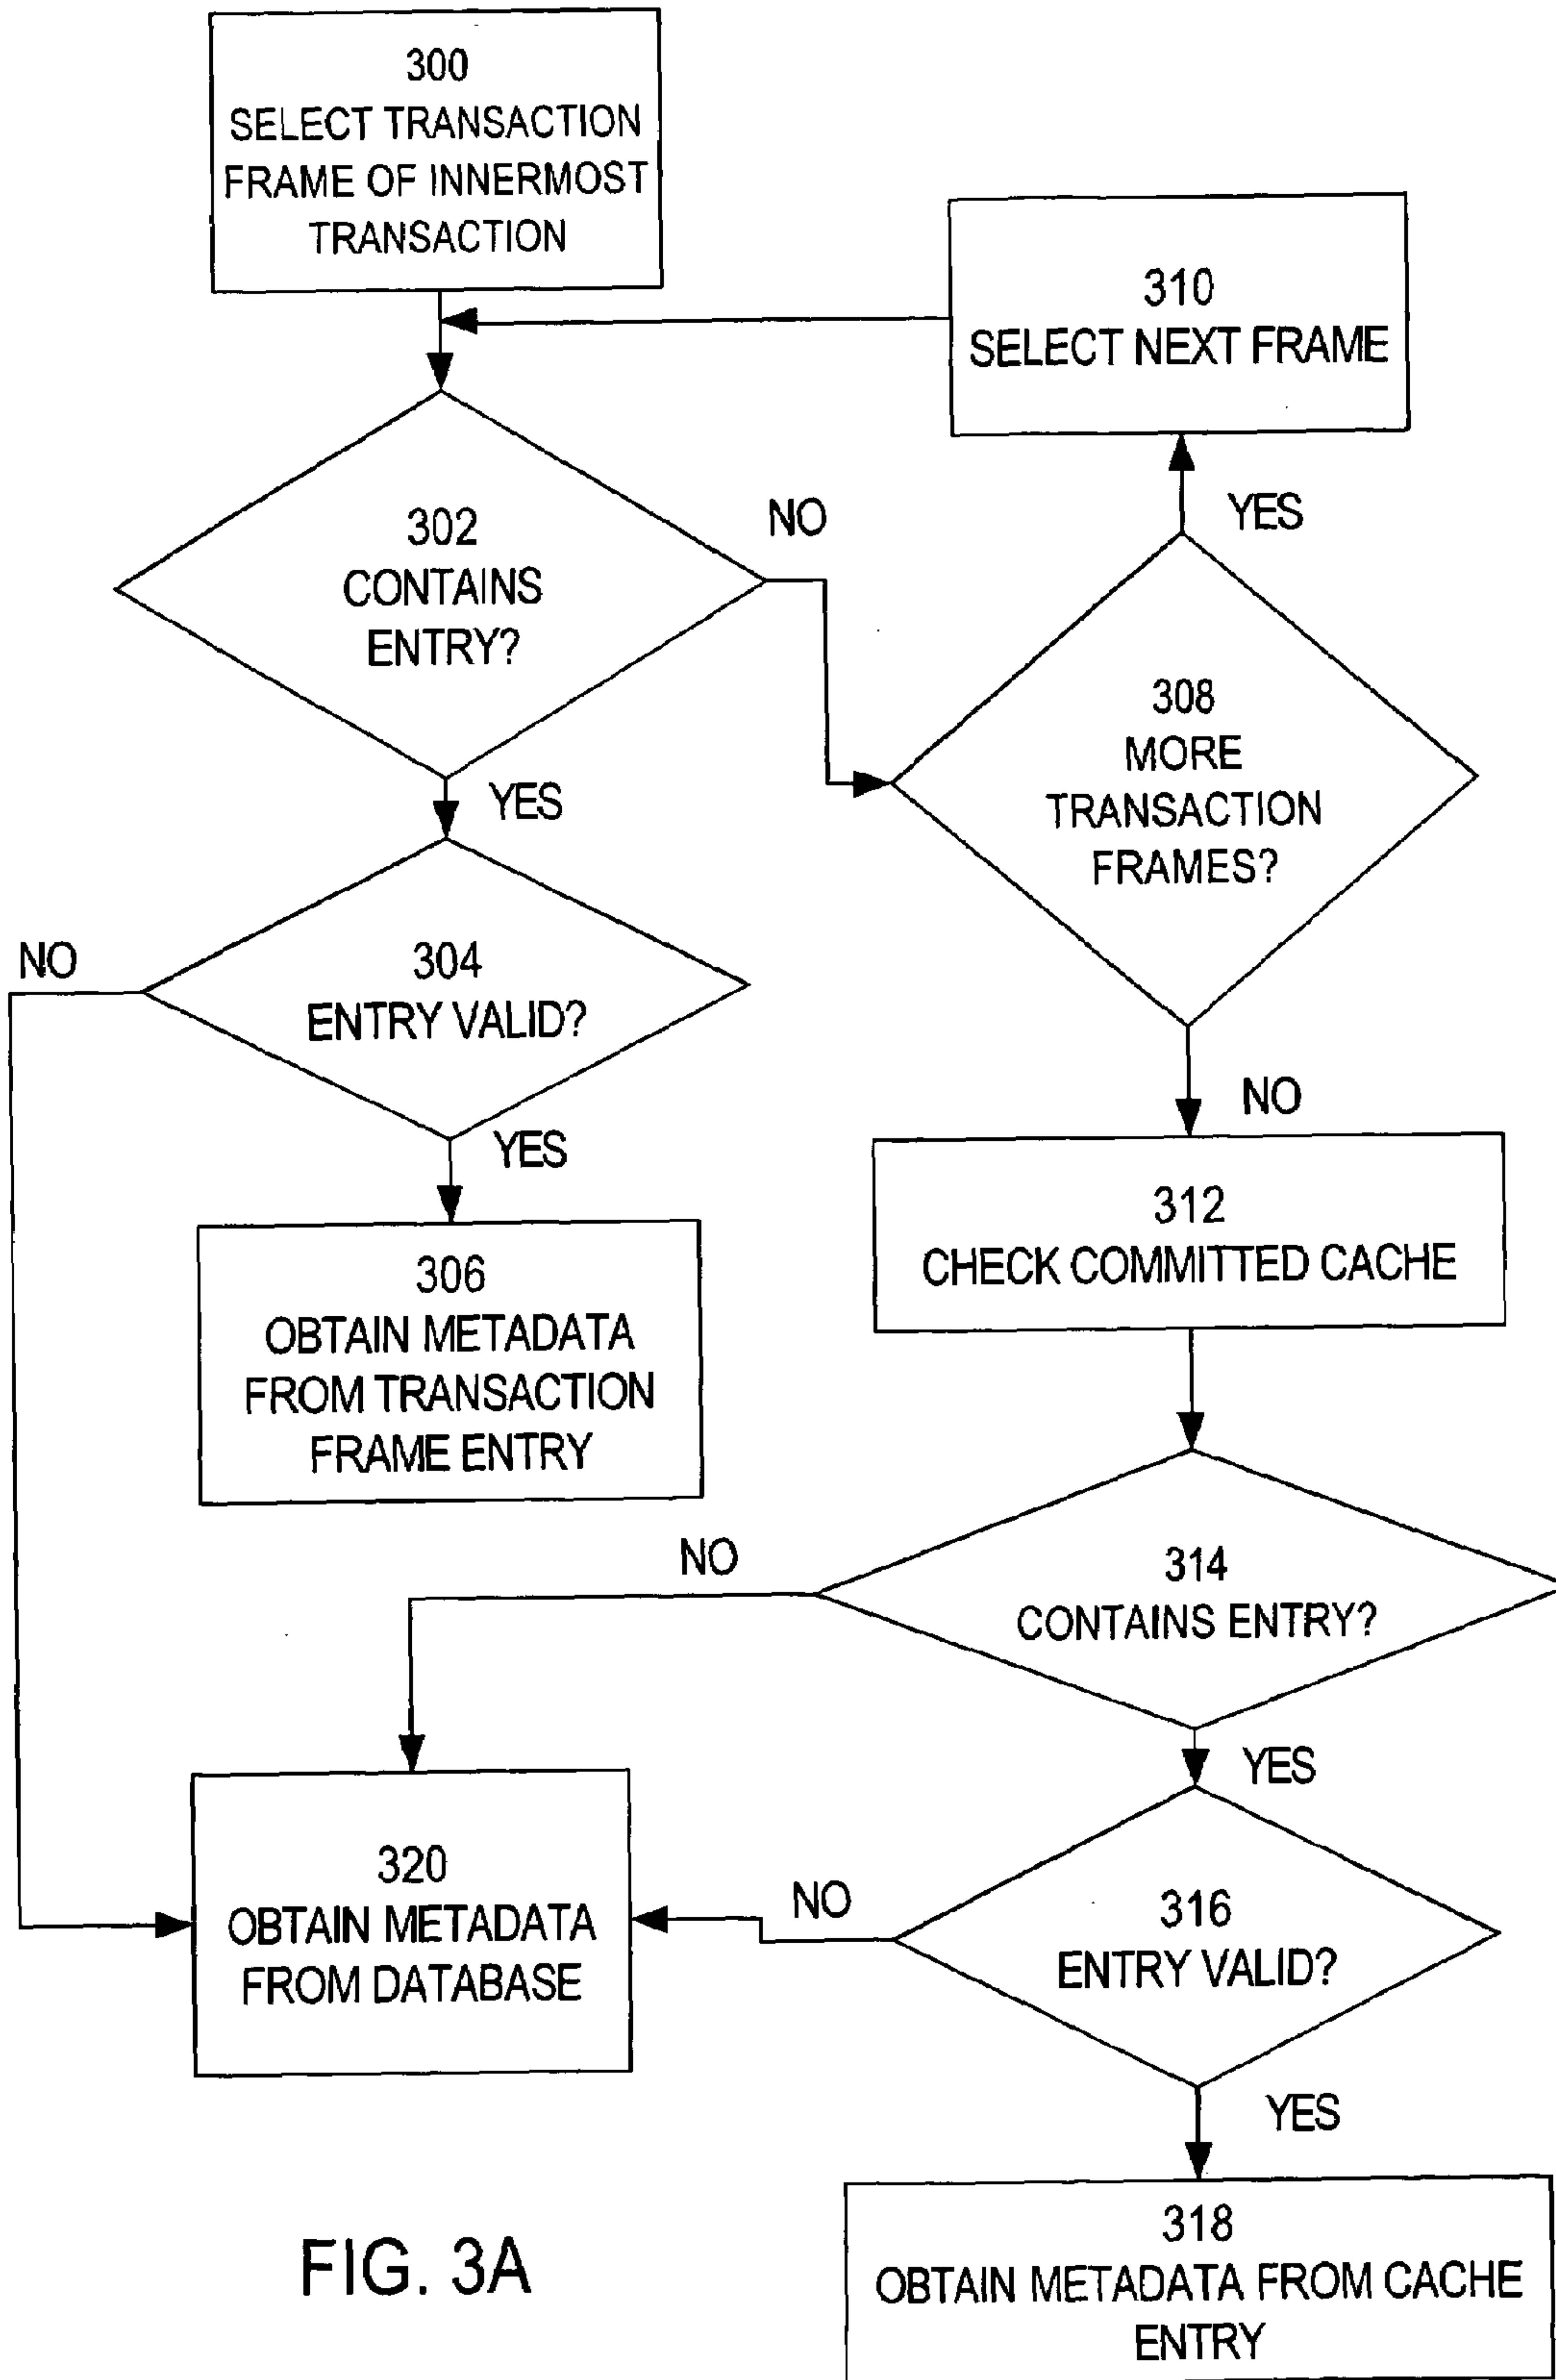 300
SELECT TRANSACTION
FRAME OF INNERMOST
TRANSACTION
310
SELECT NEXT FRAME
YES
NO
302
CONTAINS
ENTRY?
308
MORE
TRANSACTION
FRAMES?
YES
NO
304
ENTRY VALID?
NO
YES
312
CHECK COMMITTED CACHE
306
OBTAIN METADATA
FROM TRANSACTION
FRAME ENTRY
NO
314
CONTAINS ENTRY?
YES
320
OBTAIN METADATA
FROM DATABASE
NO
316
ENTRY VALID?
YES
318
OBTAIN METADATA FROM CACHE
ENTRY
FIG. 3A